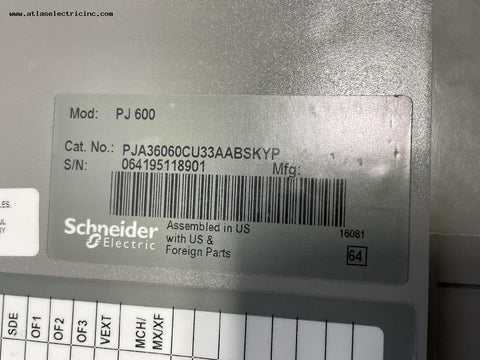 www.atlaselectricinc.com
Mod: PJ 600
Cat. No.: PJA36060CU33AABSKYP
S/N: 064195118901 Mfg:
Schneider Electric
Assembled in US
with US &
Foreign Parts
16081
64
SDE
OF1
OF2
OF3
VEXT
MCH/
MX/XF